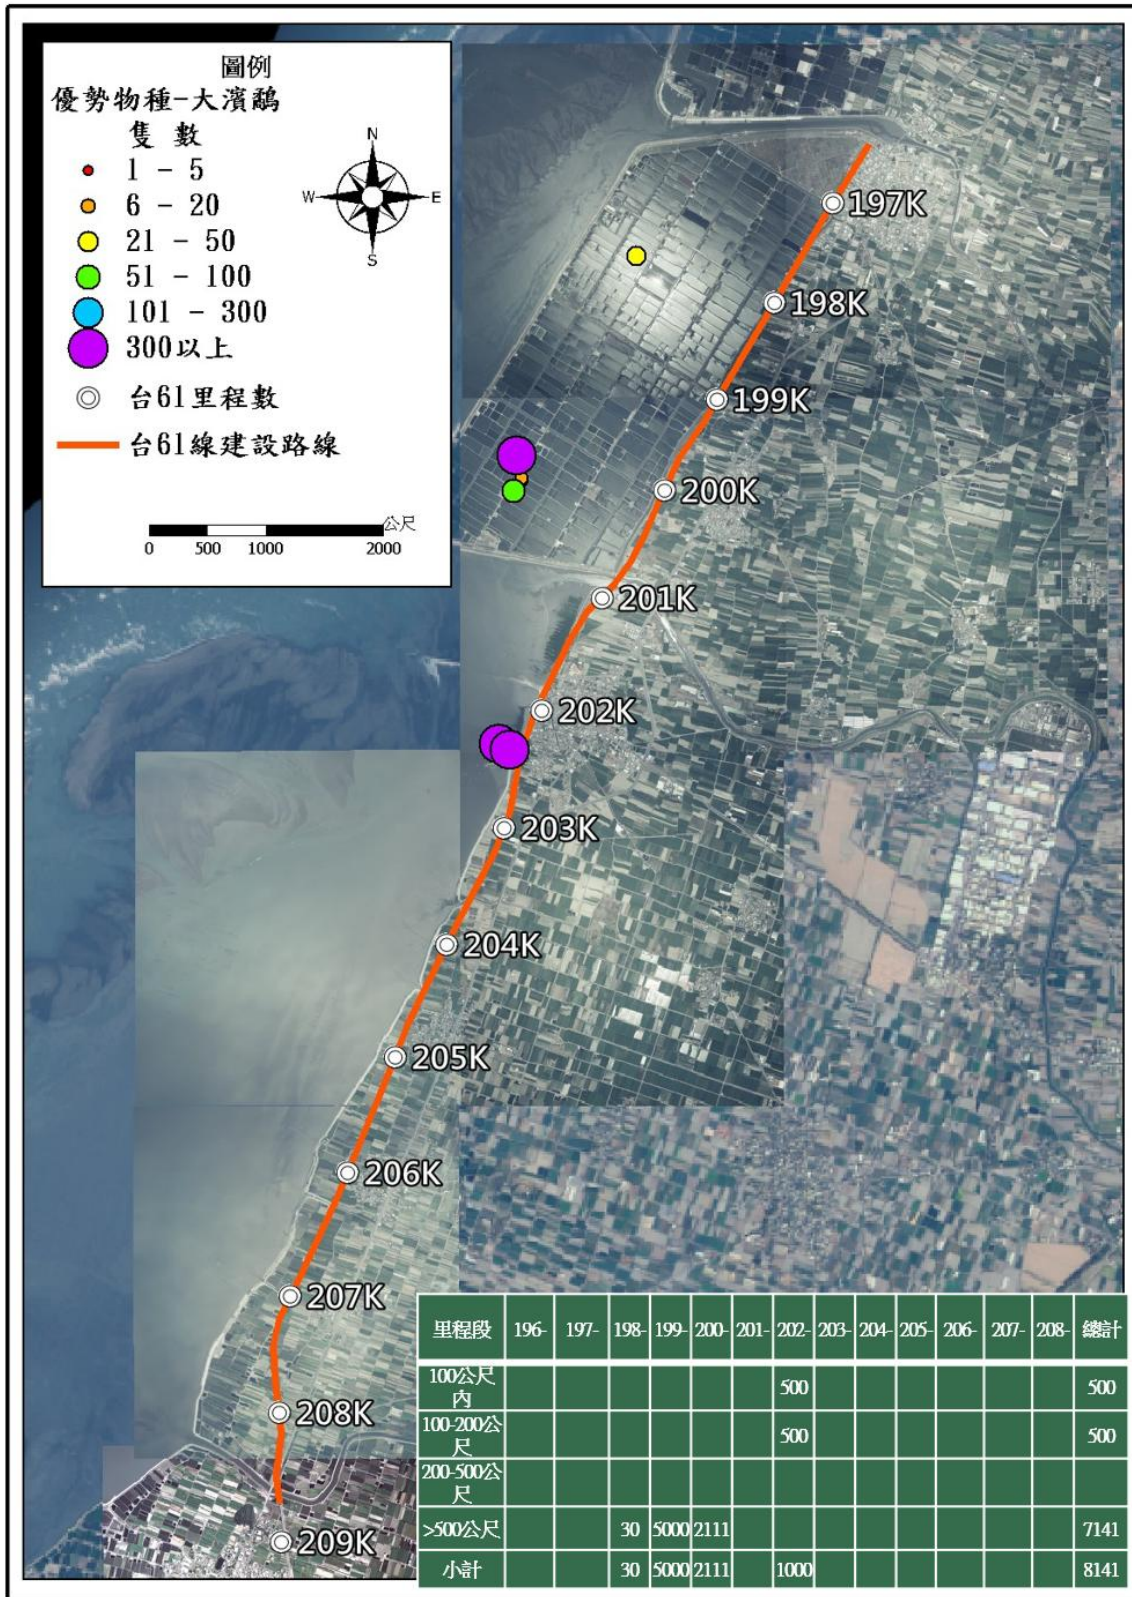 圖例
優勢物種-大濱鷸
隻 數
1 - 5
6 - 20
21 - 50
51 - 100
101 - 300
300以上
台61里程數
台61線建設路線
公尺
0 500 1000 2000
N
W E
S
197K
198K
199K
200K
201K
202K
203K
204K
205K
206K
207K
208K
209K
里程段 196- 197- 198- 199- 200- 201- 202- 203- 204- 205- 206- 207- 208- 總計
100公尺
內 500 500
100-200公
尺 500 500
200-500公
尺
>500公尺 30 5000 2111 7141
小計 30 5000 2111 1000 8141